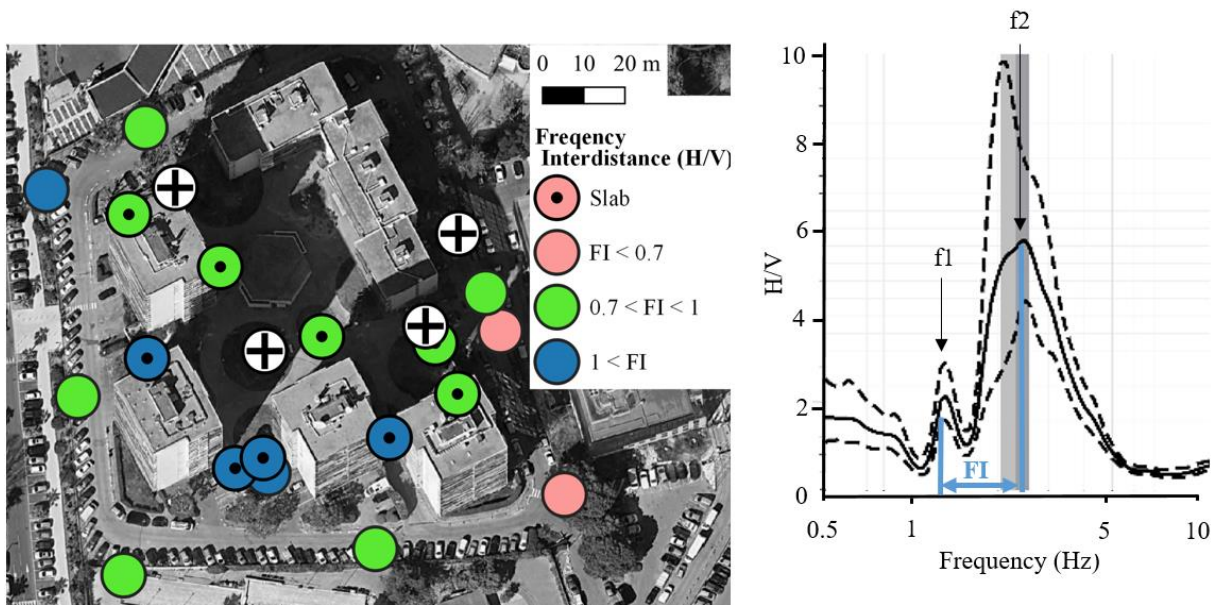 0 10 20 m
Freqency
Interdistance (H/V)
Slab
FI < 0.7
0.7 < FI < 1
1 < FI
f2
f1
FI
H/V
10
8
6
4
2
0
0.5 1 5 10
Frequency (Hz)